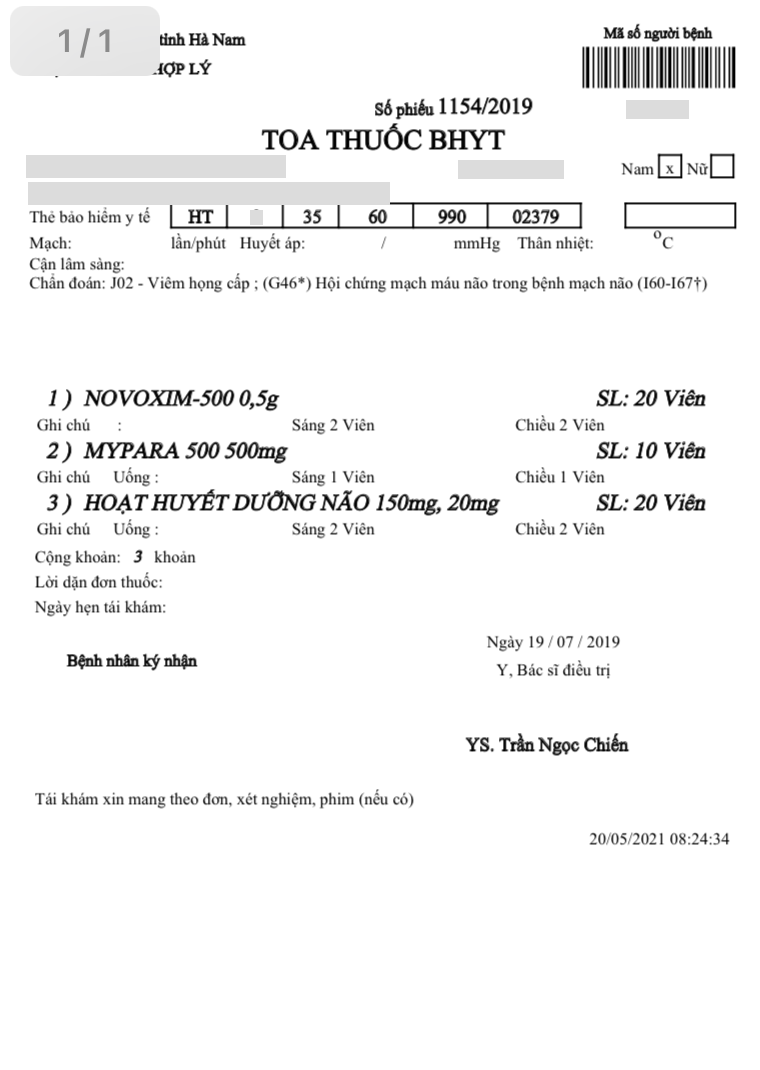 1/1
tỉnh Hà Nam
Mã số người bệnh
HỢP LÝ
Số phiếu 1154/2019
TOA THUỐC BHYT
Nam x Nữ
Thẻ bảo hiểm y tế HT 35 60 990 02379
Mạch: lần/phút Huyết áp: / mmHg Thân nhiệt: °C
Cận lâm sàng:
Chẩn đoán: J02 - Viêm họng cấp ; (G46*) Hội chứng mạch máu não trong bệnh mạch não (I60-I67†)
1 ) NOVOXIM-500 0,5g SL: 20 Viên
Ghi chú : Sáng 2 Viên Chiều 2 Viên
2 ) MYPARA 500 500mg SL: 10 Viên
Ghi chú Uống : Sáng 1 Viên Chiều 1 Viên
3 ) HOẠT HUYẾT DƯỠNG NÃO 150mg, 20mg SL: 20 Viên
Ghi chú Uống : Sáng 2 Viên Chiều 2 Viên
Cộng khoản: 3 khoản
Lời dặn đơn thuốc:
Ngày hẹn tái khám:
Ngày 19 / 07 / 2019
Bệnh nhân ký nhận
Y, Bác sĩ điều trị
YS. Trần Ngọc Chiến
Tái khám xin mang theo đơn, xét nghiệm, phim (nếu có)
20/05/2021 08:24:34